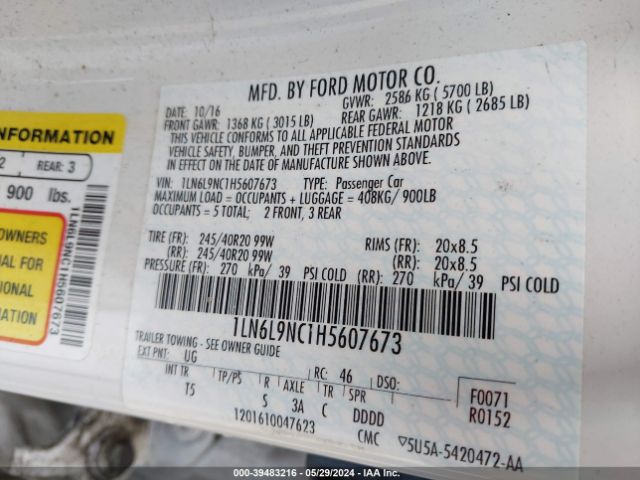 MFD. BY FORD MOTOR CO.
DATE: 10/16 GVWR: 2586 KG ( 5700 LB)
FRONT GAWR: 1368 KG ( 3015 LB) REAR GAWR: 1218 KG ( 2685 LB)
THIS VEHICLE CONFORMS TO ALL APPLICABLE FEDERAL MOTOR
VEHICLE SAFETY, BUMPER, AND THEFT PREVENTION STANDARDS
IN EFFECT ON THE DATE OF MANUFACTURE SHOWN ABOVE.
VIN: 1LN6L9NC1H5607673 TYPE: Passenger Car
MAXIMUM LOAD = OCCUPANTS + LUGGAGE = 408KG/ 900LB
OCCUPANTS = 5 TOTAL; 2 FRONT, 3 REAR
TIRE (FR): 245/40R20 99W RIMS (FR): 20x8.5
(RR): 245/40R20 99W (RR): 20x8.5
PRESSURE (FR): 270 kPa/ 39 PSI COLD (RR): 270 kPa/ 39 PSI COLD
1LN6L9NC1H5607673
TRAILER TOWING - SEE OWNER GUIDE
EXT PNT: UG RC: 46 DSO: F0071
INT TR TP/PS R AXLE TR SPR R0152
T5 S 3A C DDDD
1201610047623 CMC 5U5A-5420472-AA
INFORMATION
2 REAR: 3
900 lbs.
OWNERS
UAL FOR
IONAL
MATION
1LN6L9NC1H5607673
000-39483216 - 05/29/2024 - IAA Inc.